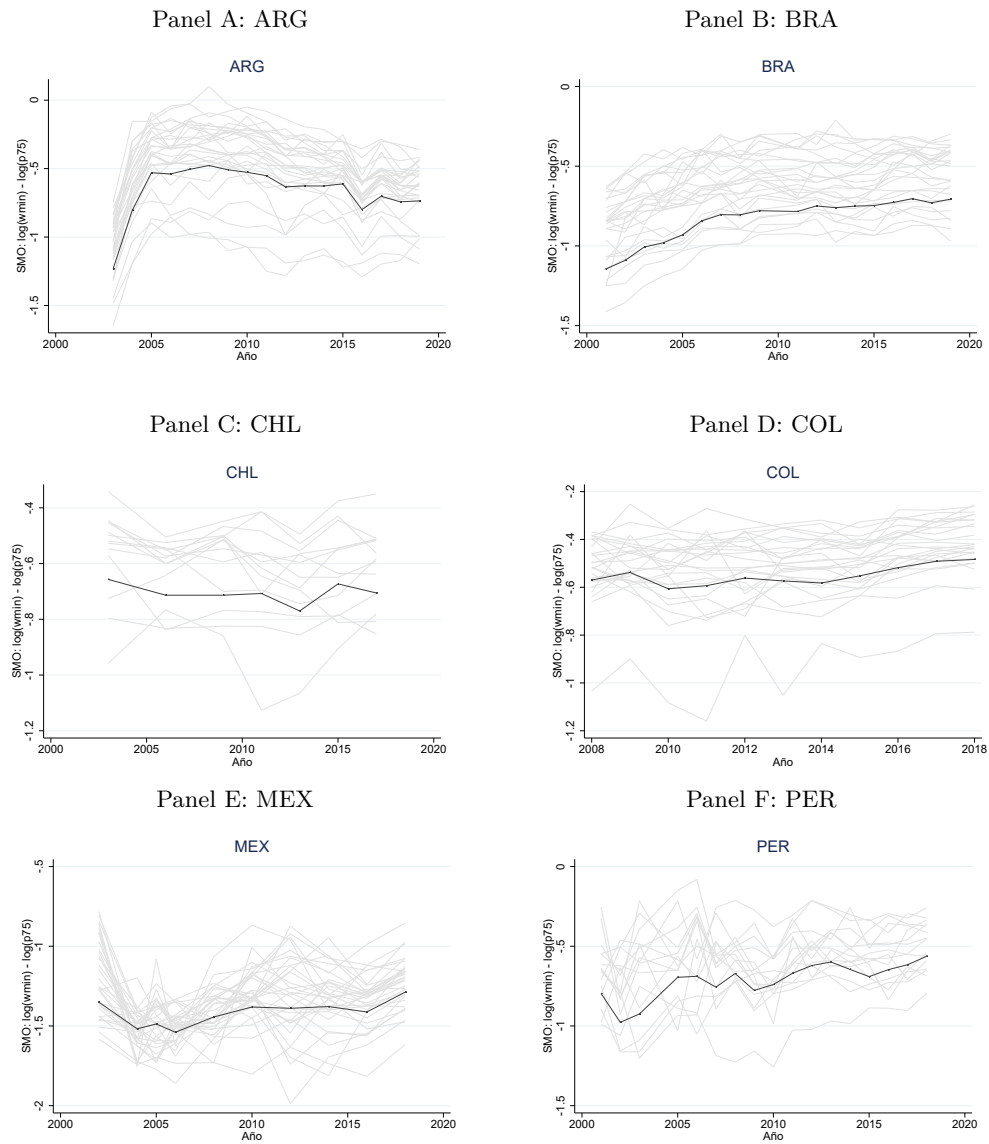 Panel A: ARG
ARG
SMO: log(wmin) - log(p75)
0
-.5
-1
-1.5
2000 2005 2010 2015 2020
Año
Panel B: BRA
BRA
SMO: log(wmin) - log(p75)
0
-.5
-1
-1.5
2000 2005 2010 2015 2020
Año
Panel C: CHL
CHL
SMO: log(wmin) - log(p75)
-.4
-.6
-.8
-1
-1.2
2000 2005 2010 2015 2020
Año
Panel D: COL
COL
SMO: log(wmin) - log(p75)
-.2
-.4
-.6
-.8
-1
-1.2
2008 2010 2012 2014 2016 2018
Año
Panel E: MEX
MEX
SMO: log(wmin) - log(p75)
-.5
-1
-1.5
-2
2000 2005 2010 2015 2020
Año
Panel F: PER
PER
SMO: log(wmin) - log(p75)
0
-.5
-1
-1.5
2000 2005 2010 2015 2020
Año